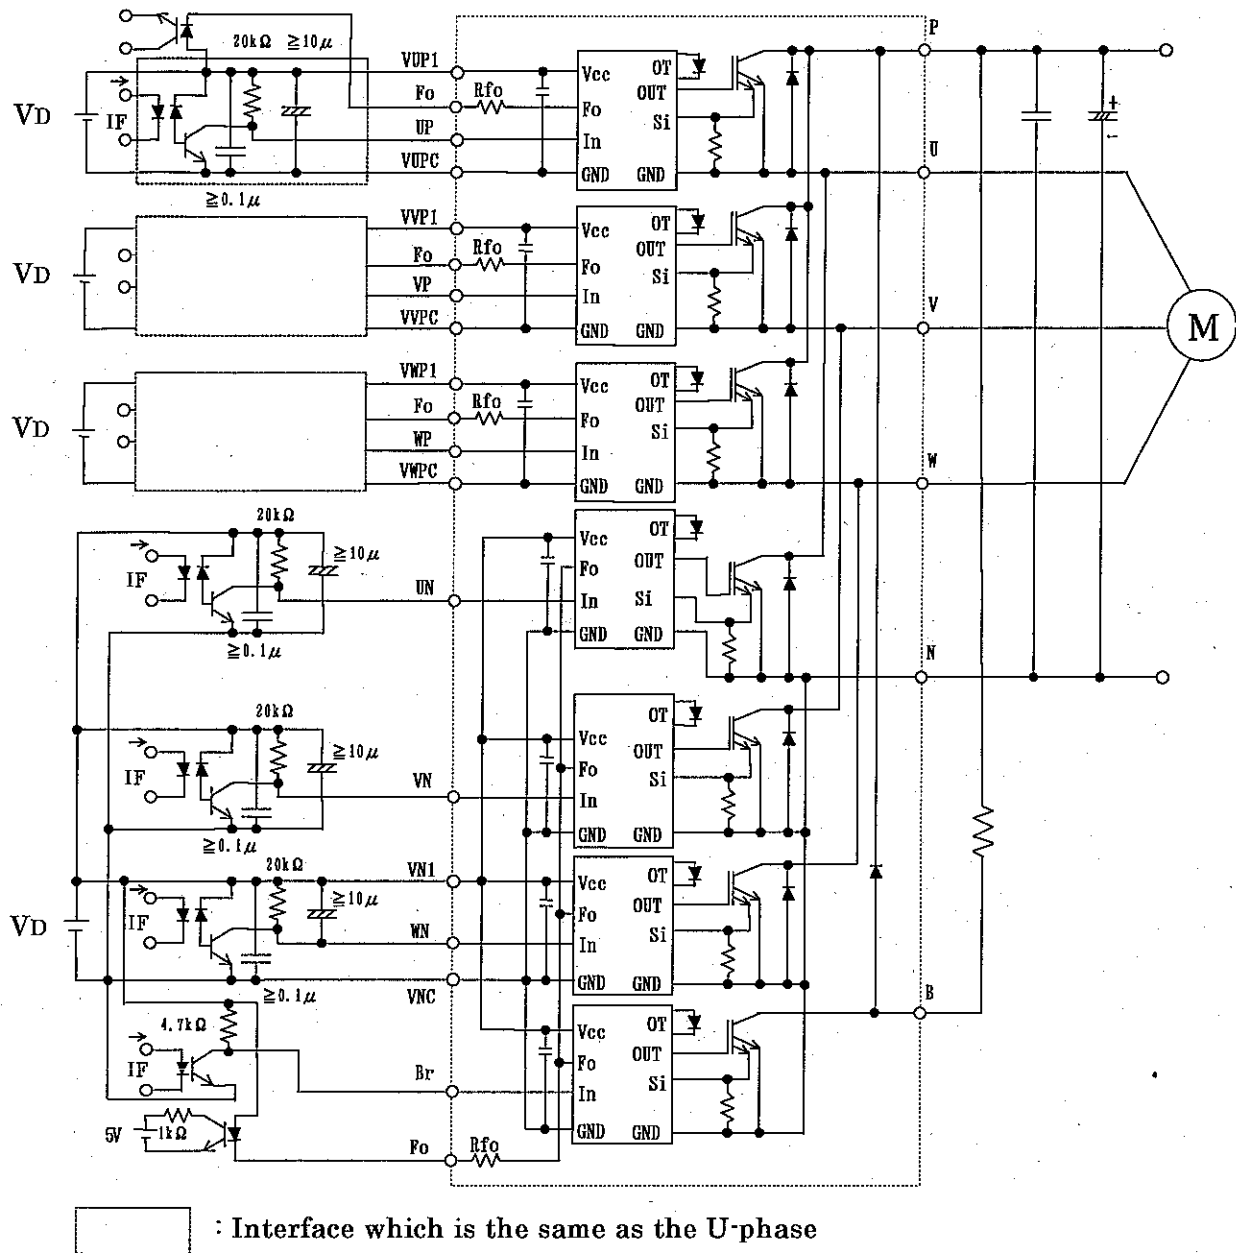 20kΩ ≧10μ
VUP1
P
Vcc
OT
OUT
Fo
Rfo
Fo
Si
VD
IF
UP
In
VUPC
GND
GND
U
+
-
≧0.1μ
VVP1
Vcc
OT
OUT
Fo
Rfo
Fo
Si
VD
VP
In
VVPC
GND
GND
V
M
VWP1
Vcc
OT
OUT
Fo
Rfo
Fo
Si
VD
WP
In
VWPC
GND
GND
W
20kΩ
≧10μ
IF
UN
Vcc
OT
OUT
Fo
In
Si
GND
GND
≧0.1μ
N
20kΩ
≧10μ
IF
VN
Vcc
OT
OUT
Fo
Si
In
GND
GND
≧0.1μ
20kΩ
≧10μ
VN1
Vcc
OT
OUT
Fo
Si
VD
IF
WN
In
VNC
GND
GND
≧0.1μ
B
4.7kΩ
IF
Br
Vcc
OT
OUT
Fo
Si
In
GND
GND
5V
1kΩ
Fo
Rfo
: Interface which is the same as the U-phase